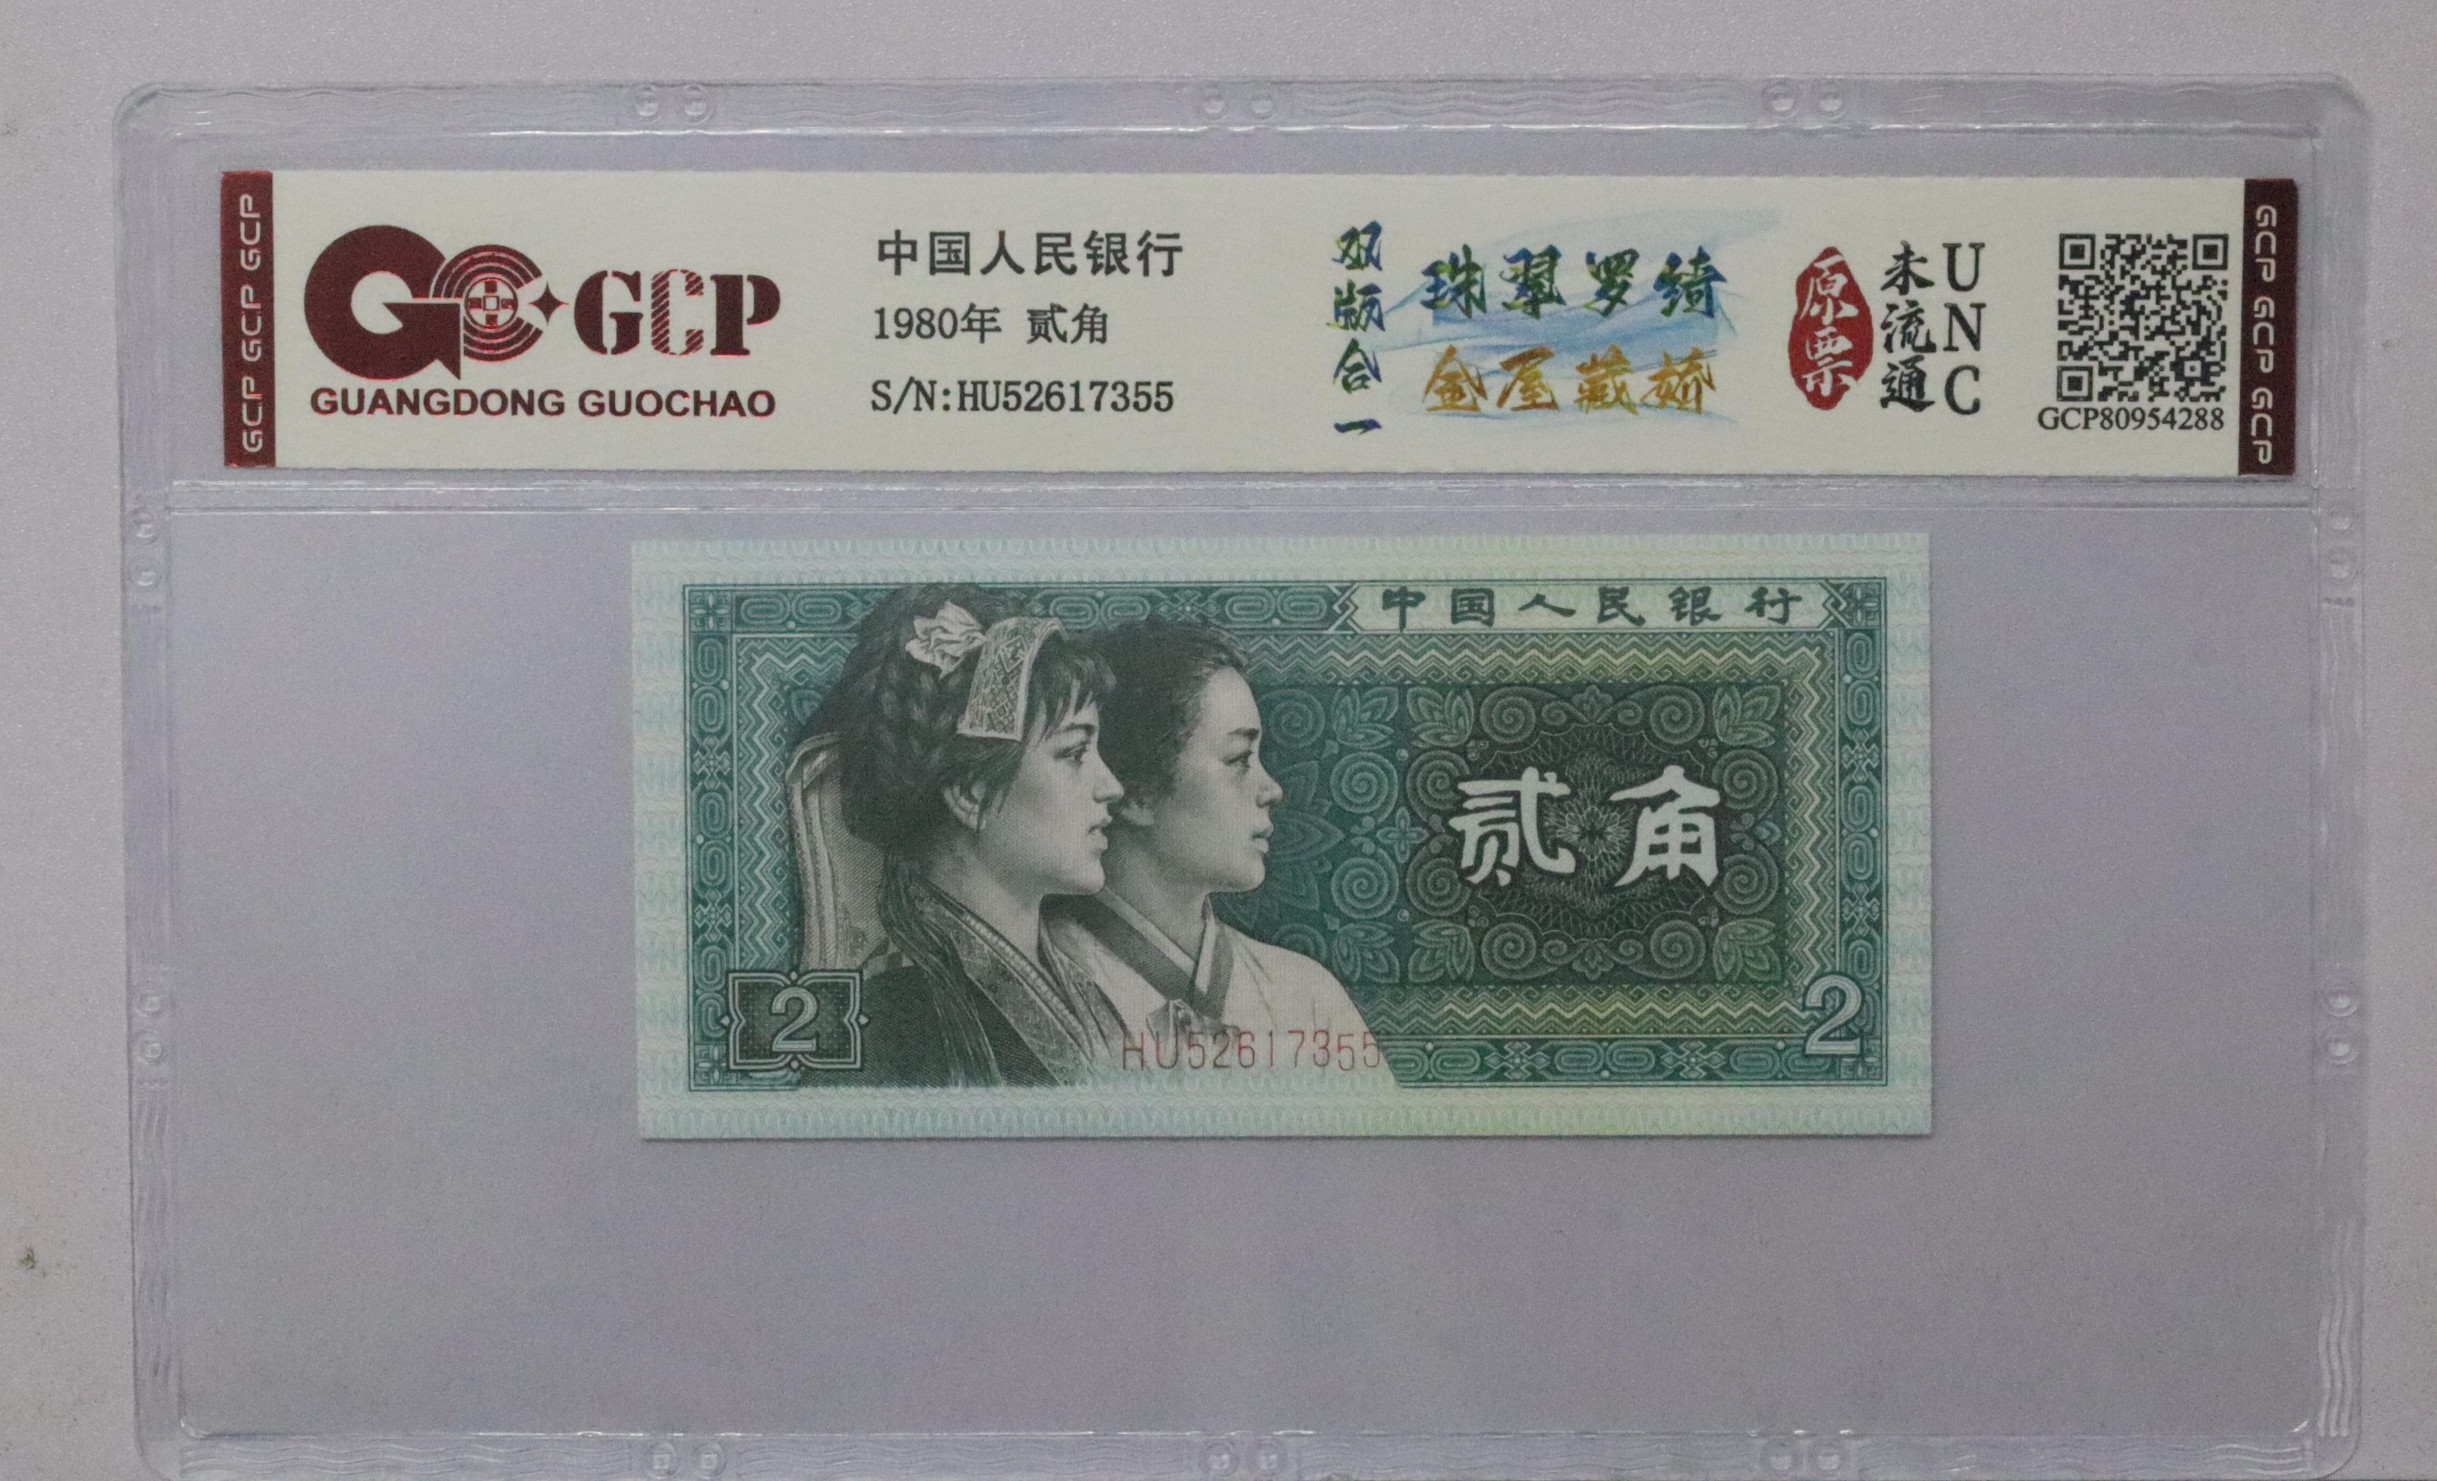 GCP GCP GCP
GCP
GUANGDONG GUOCHAO
中国人民银行
1980年 贰角
S/N:HU52617355
双版合一
珠翠罗绮
金屋藏娇
原票
未流通
UNC
GCP80954288
GCP GCP GCP
中国人民银行
贰角
2
2
HU52617355